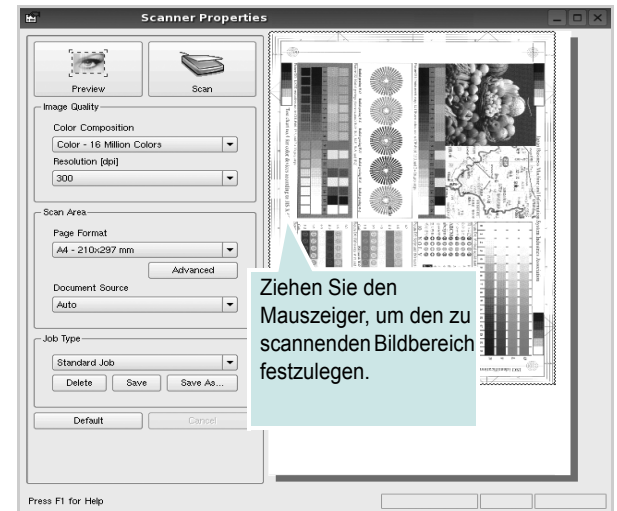 Scanner Properties
Preview
Scan
Image Quality
Color Composition
Color - 16 Million Colors
Resolution [dpi]
300
Scan Area
Page Format
A4 - 210x297 mm
Advanced
Document Source
Auto
Job Type
Standard Job
Delete
Save
Save As...
Default
Cancel
Ziehen Sie den
Mauszeiger, um den zu
scannenden Bildbereich
festzulegen.
Press F1 for Help